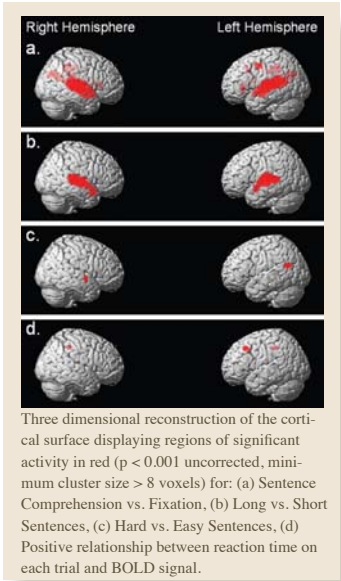 Right Hemisphere Left Hemisphere
a.
b.
c.
d.
Three dimensional reconstruction of the corti-
cal surface displaying regions of significant
activity in red (p < 0.001 uncorrected, mini-
mum cluster size > 8 voxels) for: (a) Sentence
Comprehension vs. Fixation, (b) Long vs. Short
Sentences, (c) Hard vs. Easy Sentences, (d)
Positive relationship between reaction time on
each trial and BOLD signal.